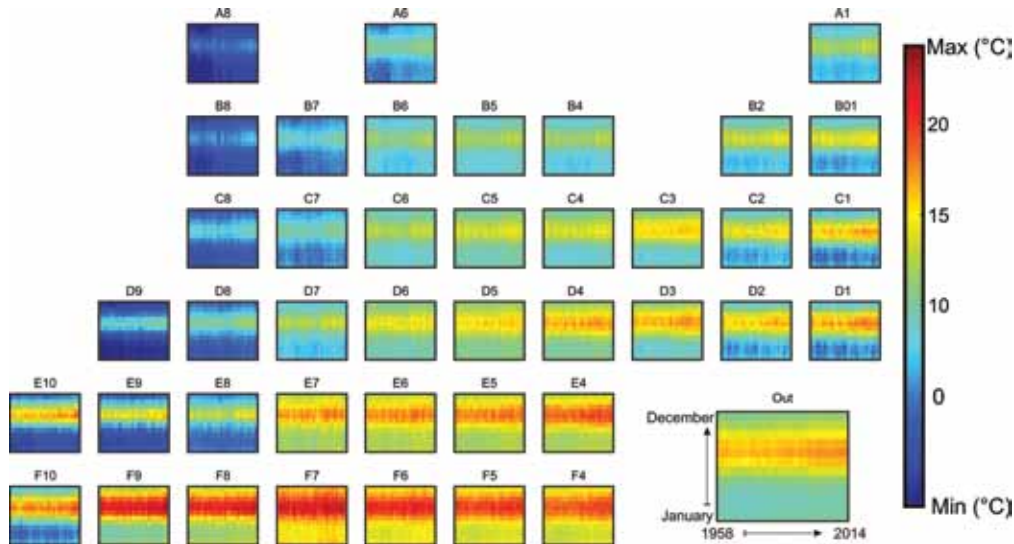 A8 A6 A1
Max (°C)
B8 B7 B6 B5 B4 B2 B01
20
C8 C7 C6 C5 C4 C3 C2 C1
15
D9 D8 D7 D6 D5 D4 D3 D2 D1
10
E10 E9 E8 E7 E6 E5 E4 Out
0
December
F10 F9 F8 F7 F6 F5 F4
January
Min (°C)
1958 2014